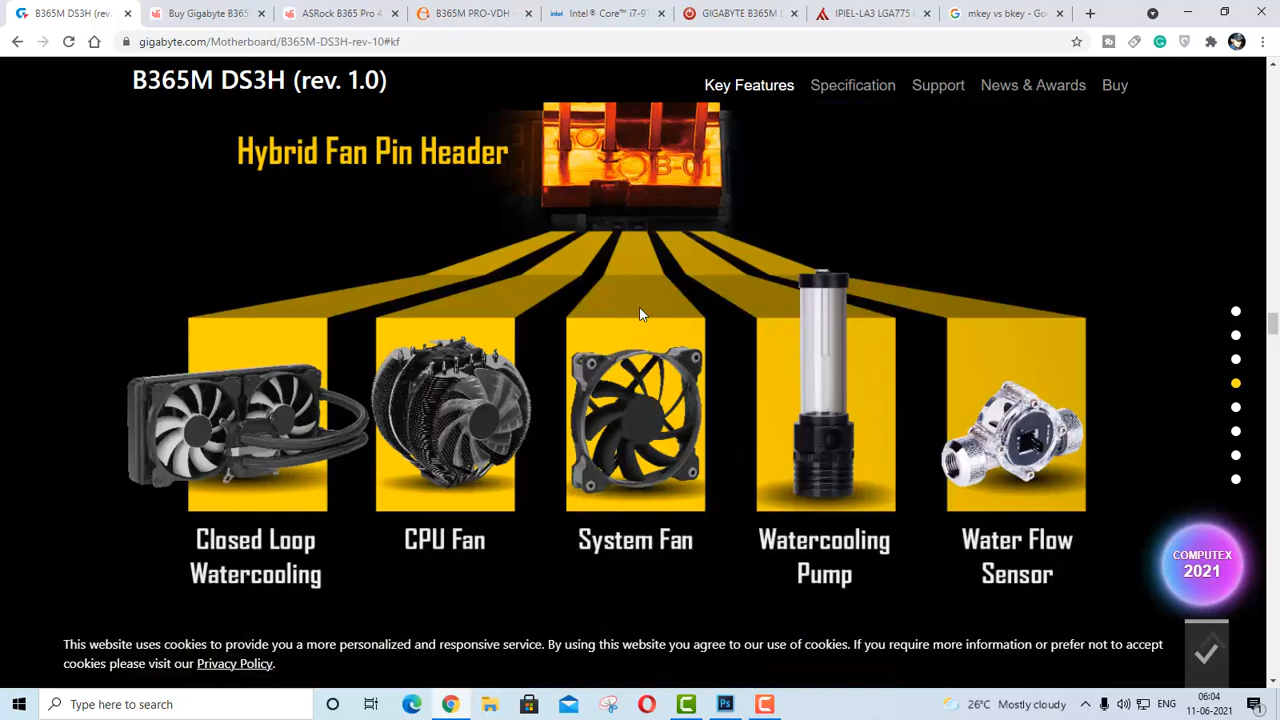 B365M DS3H (rev.
Buy Gigabyte B365
ASRock B365 Pro 4
B365M PRO-VDH -
Intel® Core™ i7-97
GIGABYTE B365M D
IPIEL-LA3 LGA775
mkey vs bkey - Go
gigabyte.com/Motherboard/B365M-DS3H-rev-10#kf
B365M DS3H (rev. 1.0)
Key Features
Specification
Support
News & Awards
Buy
Hybrid Fan Pin Header
B-01
Closed Loop
Watercooling
CPU Fan
System Fan
Watercooling
Pump
Water Flow
Sensor
COMPUTEX
2021
This website uses cookies to provide you a more personalized and responsive service. By using this website you agree to our use of cookies. If you require more information or prefer not to accept
cookies please visit our Privacy Policy.
Type here to search
26°C Mostly cloudy
ENG
06:04
11-06-2021